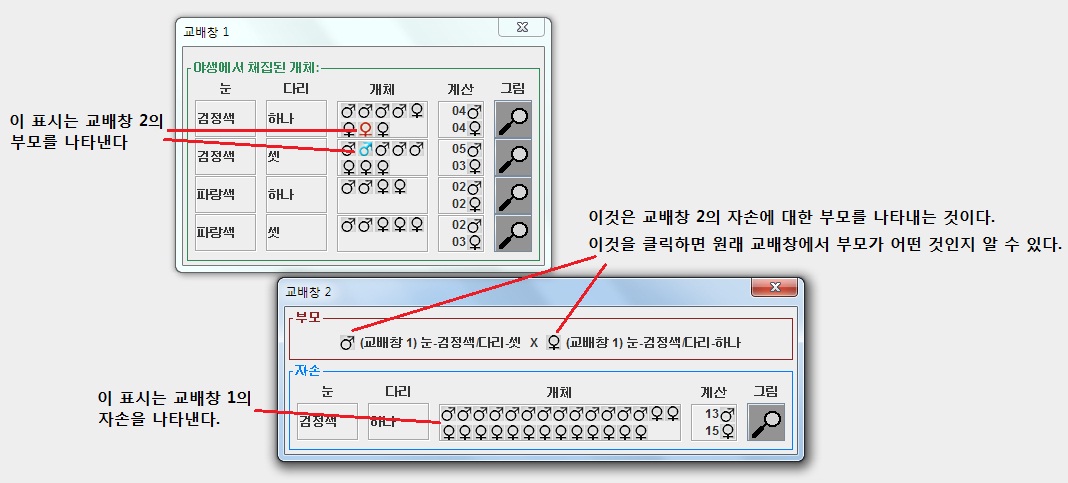 교배창 1
야생에서 채집된 개체:
눈 다리 개체 계산 그림
검정색 하나 04♂
04♀
검정색 셋 05♂
03♀
파랑색 하나 02♂
02♀
파랑색 셋 02♂
03♀
이 표시는 교배창 2의
부모를 나타낸다
이것은 교배창 2의 자손에 대한 부모를 나타내는 것이다.
이것을 클릭하면 원래 교배창에서 부모가 어떤 것인지 알 수 있다.
교배창 2
부모
♂ (교배창 1) 눈-검정색/다리-셋 X ♀ (교배창 1) 눈-검정색/다리-하나
자손
눈 다리 개체 계산 그림
검정색 하나 13♂
15♀
이 표시는 교배창 1의
자손을 나타낸다.